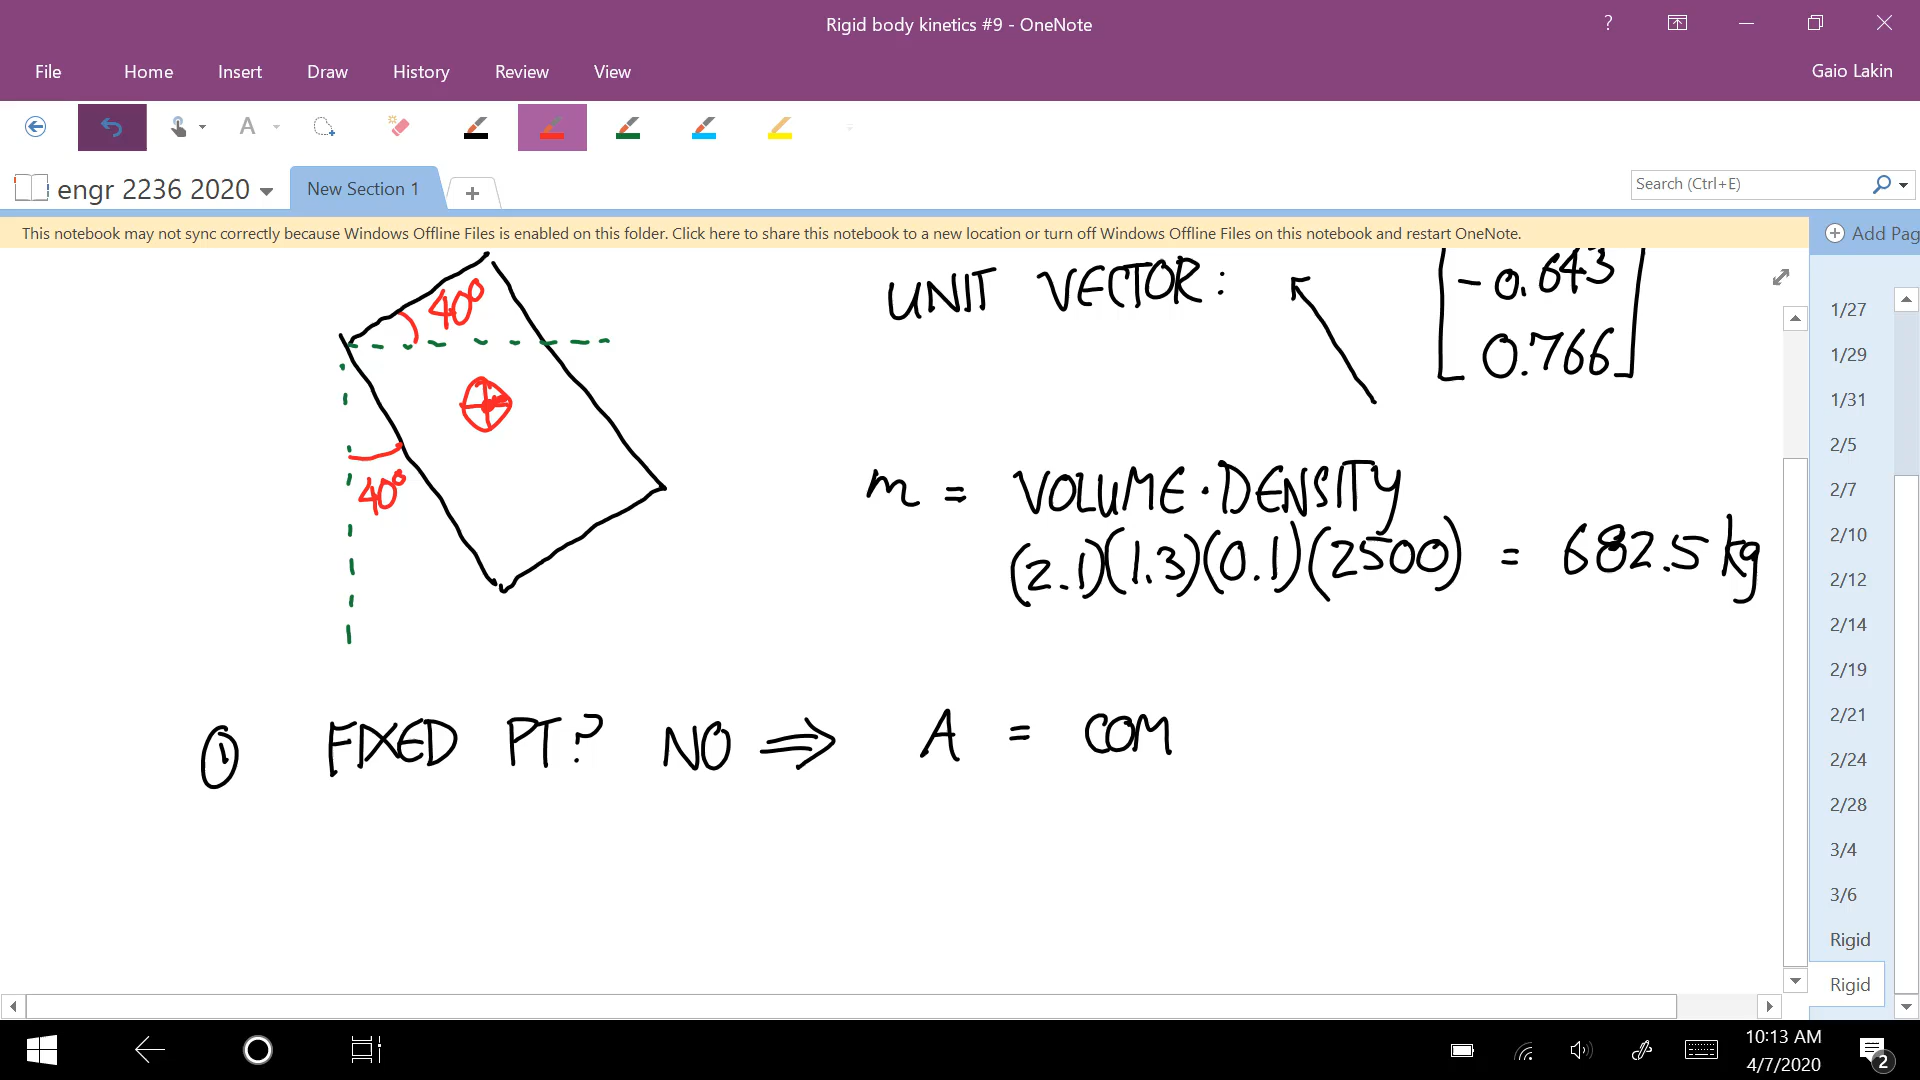 Rigid body kinetics #9 - OneNote
?
File Home Insert Draw History Review View
Gaio Lakin
A
engr 2236 2020
New Section 1
+
Search (Ctrl+E)
This notebook may not sync correctly because Windows Offline Files is enabled on this folder. Click here to share this notebook to a new location or turn off Windows Offline Files on this notebook and restart OneNote.
Add Pag
40°
40°
UNIT VECTOR:
-0.643
0.766
m = VOLUME · DENSITY
(2.1)(1.3)(0.1)(2500) = 682.5 kg
① FIXED PT? NO ⇒ A = COM
1/27
1/29
1/31
2/5
2/7
2/10
2/12
2/14
2/19
2/21
2/24
2/28
3/4
3/6
Rigid
Rigid
10:13 AM
4/7/2020
2